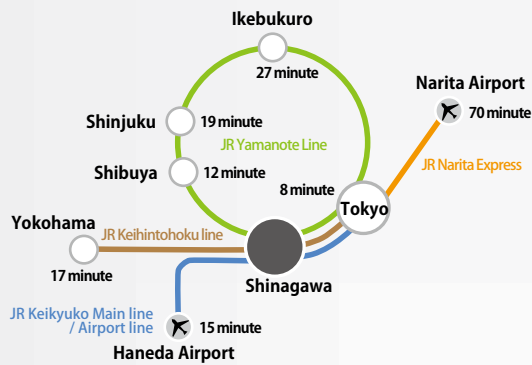 Ikebukuro
27 minute
Narita Airport
70 minute
Shinjuku
19 minute
JR Yamanote Line
JR Narita Express
Shibuya
12 minute
8 minute
Tokyo
Yokohama
JR Keihintohoku line
17 minute
Shinagawa
JR Keikyuko Main line
/ Airport line
15 minute
Haneda Airport